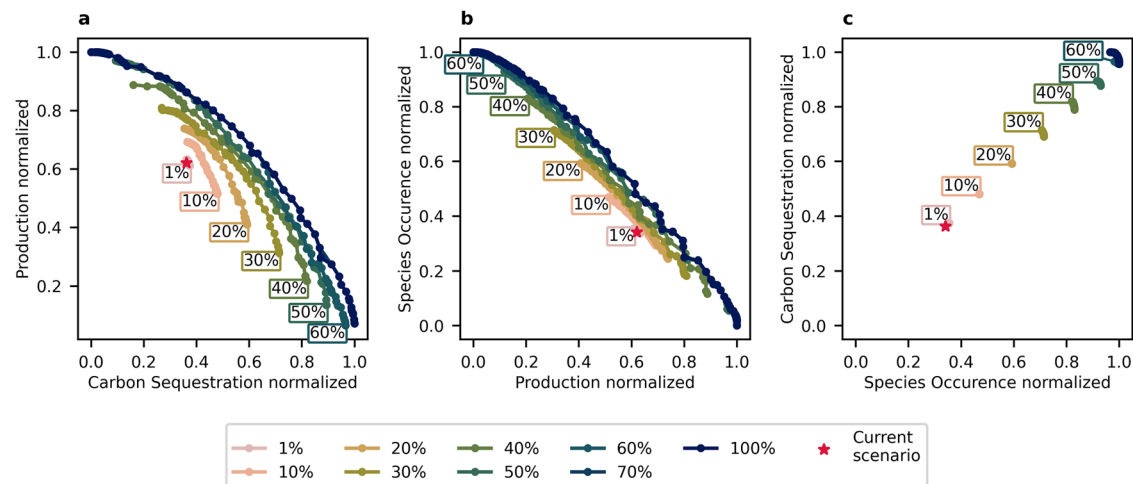 a
b
c
1.0
0.8
0.6
0.4
0.2
Production normalized
0.0 0.2 0.4 0.6 0.8 1.0
Carbon Sequestration normalized
1%
10%
20%
30%
40%
50%
60%
1.0
0.8
0.6
0.4
0.2
0.0
Species Occurence normalized
0.0 0.2 0.4 0.6 0.8 1.0
Production normalized
60%
50%
40%
30%
20%
10%
1%
1.0
0.8
0.6
0.4
0.2
0.0
Carbon Sequestration normalized
0.0 0.2 0.4 0.6 0.8 1.0
Species Occurence normalized
60%
50%
40%
30%
20%
10%
1%
1% 20% 40% 60% 100% Current
scenario
10% 30% 50% 70%